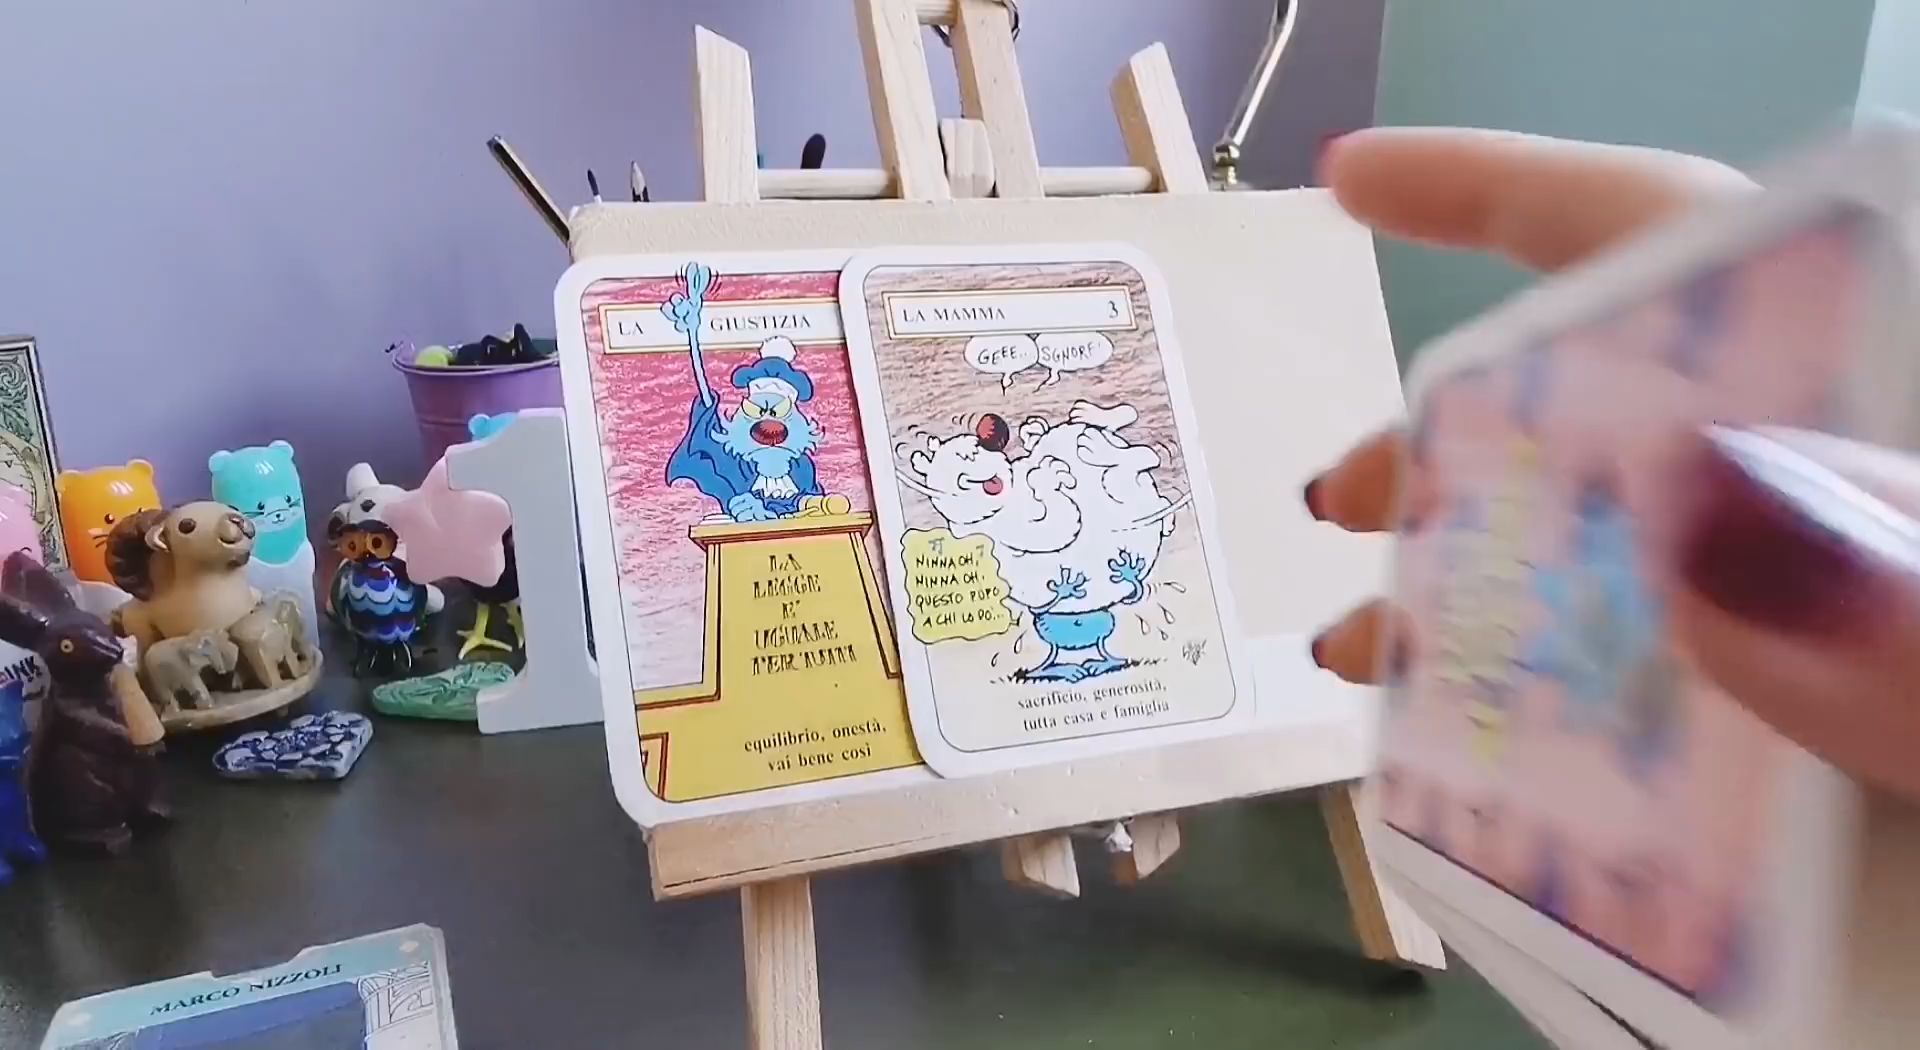 LA GIUSTIZIA
LA
LEGGE
E'
UGUALE
PER TUTTI
equilibrio, onestà,
vai bene così
LA MAMMA 3
GEEE... SGNORF!
NINNA OH,
NINNA OH,
QUESTO PUPO
A CHI LO DO'...
sacrificio, generosità,
tutta casa e famiglia
1
MARCO NIZZOLI